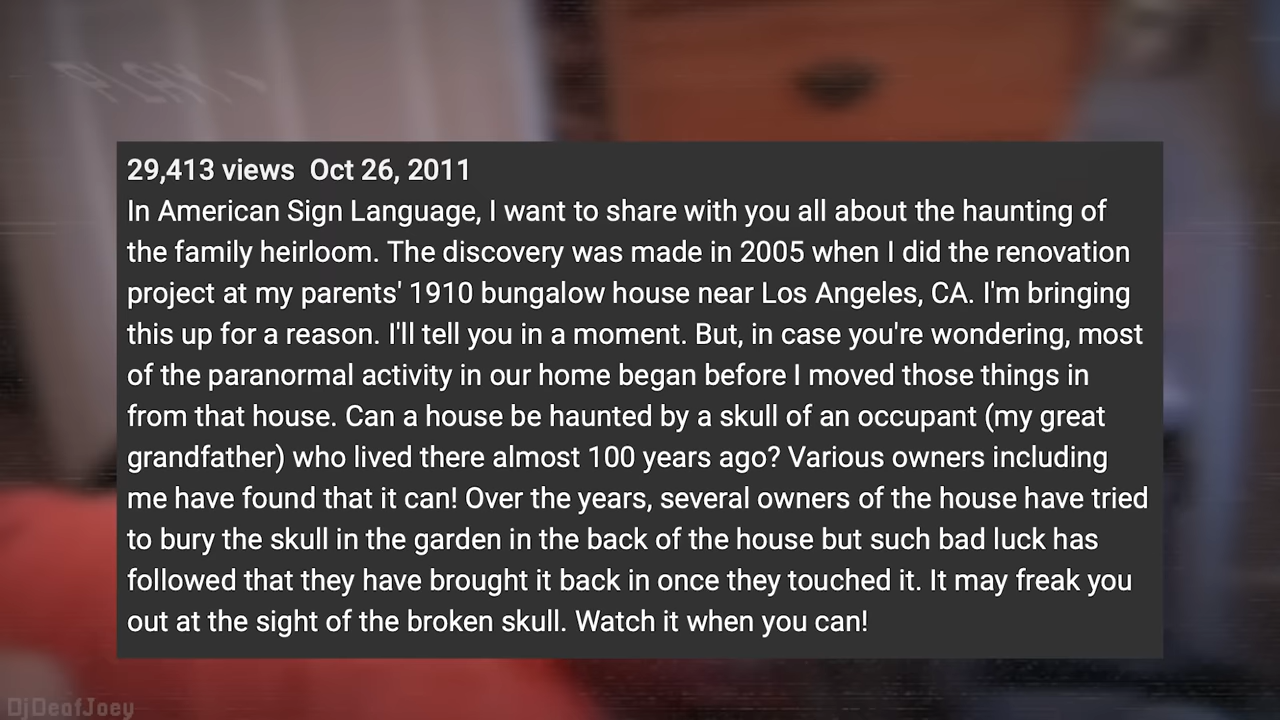 PLAY
29,413 views Oct 26, 2011
In American Sign Language, I want to share with you all about the haunting of
the family heirloom. The discovery was made in 2005 when I did the renovation
project at my parents' 1910 bungalow house near Los Angeles, CA. I'm bringing
this up for a reason. I'll tell you in a moment. But, in case you're wondering, most
of the paranormal activity in our home began before I moved those things in
from that house. Can a house be haunted by a skull of an occupant (my great
grandfather) who lived there almost 100 years ago? Various owners including
me have found that it can! Over the years, several owners of the house have tried
to bury the skull in the garden in the back of the house but such bad luck has
followed that they have brought it back in once they touched it. It may freak you
out at the sight of the broken skull. Watch it when you can!
DjDeafJoey